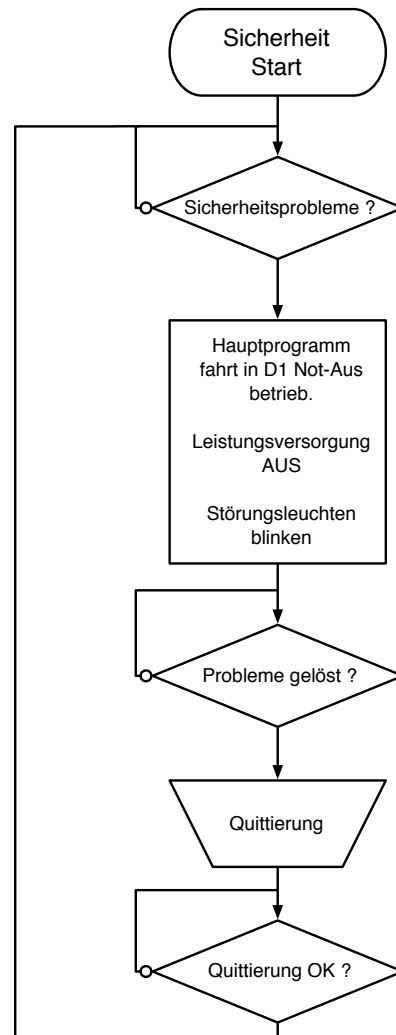 Sicherheit
Start
Sicherheitsprobleme ?
Hauptprogramm
fahrt in D1 Not-Aus
betrieb.
Leistungsversorgung
AUS
Störungsleuchten
blinken
Probleme gelöst ?
Quittierung
Quittierung OK ?